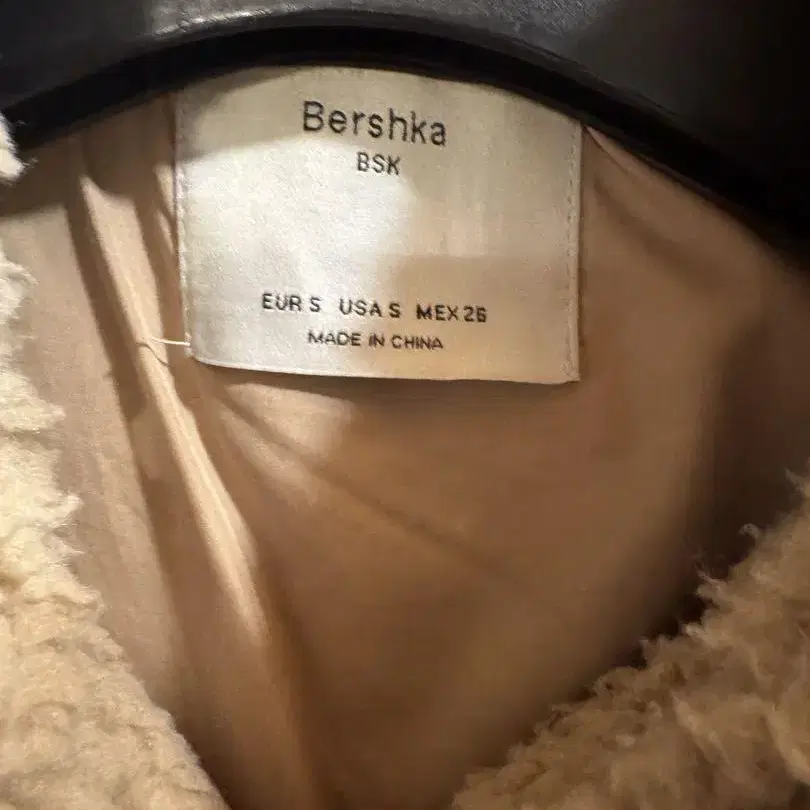 Bershka
BSK
EUR S USA S MEX 26
MADE IN CHINA